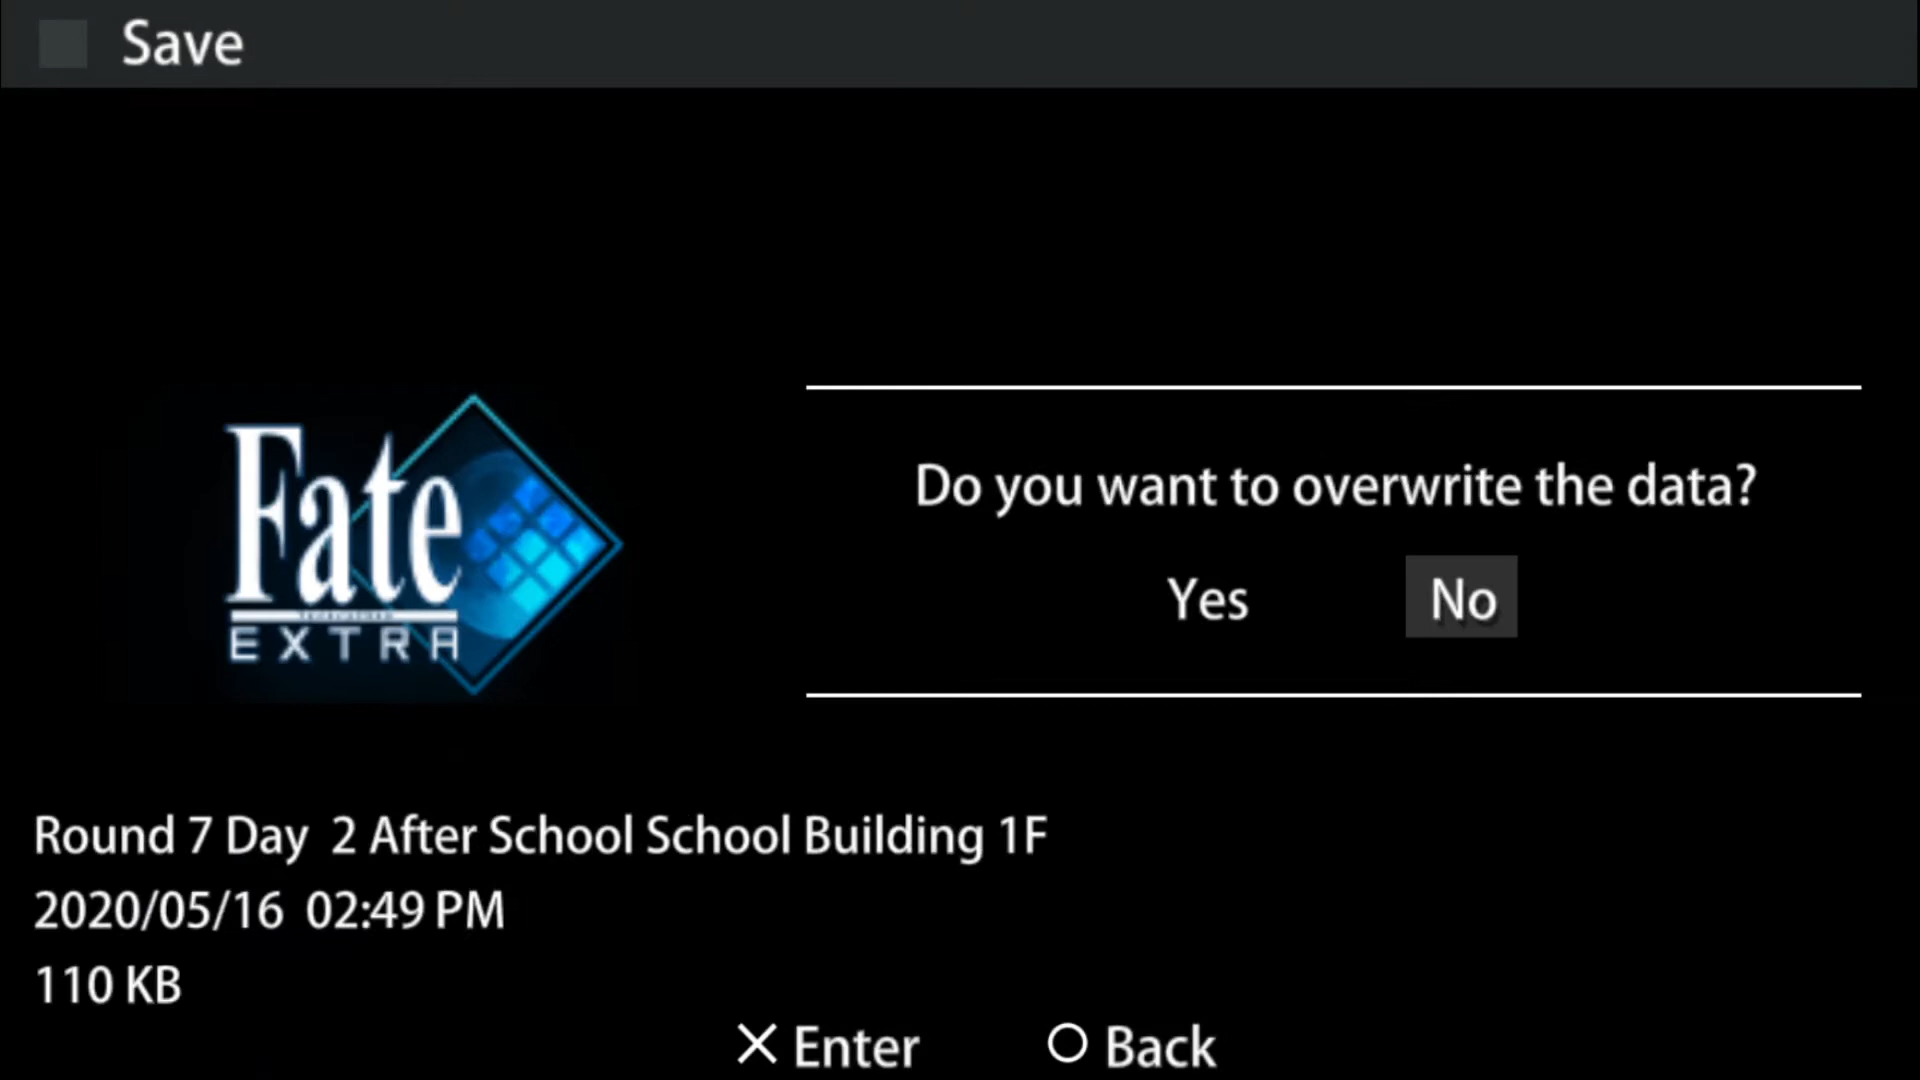 Save
Fate
EXTRA
Do you want to overwrite the data?
Yes No
Round 7 Day  2 After School School Building 1F
2020/05/16  02:49 PM
110 KB
Enter Back